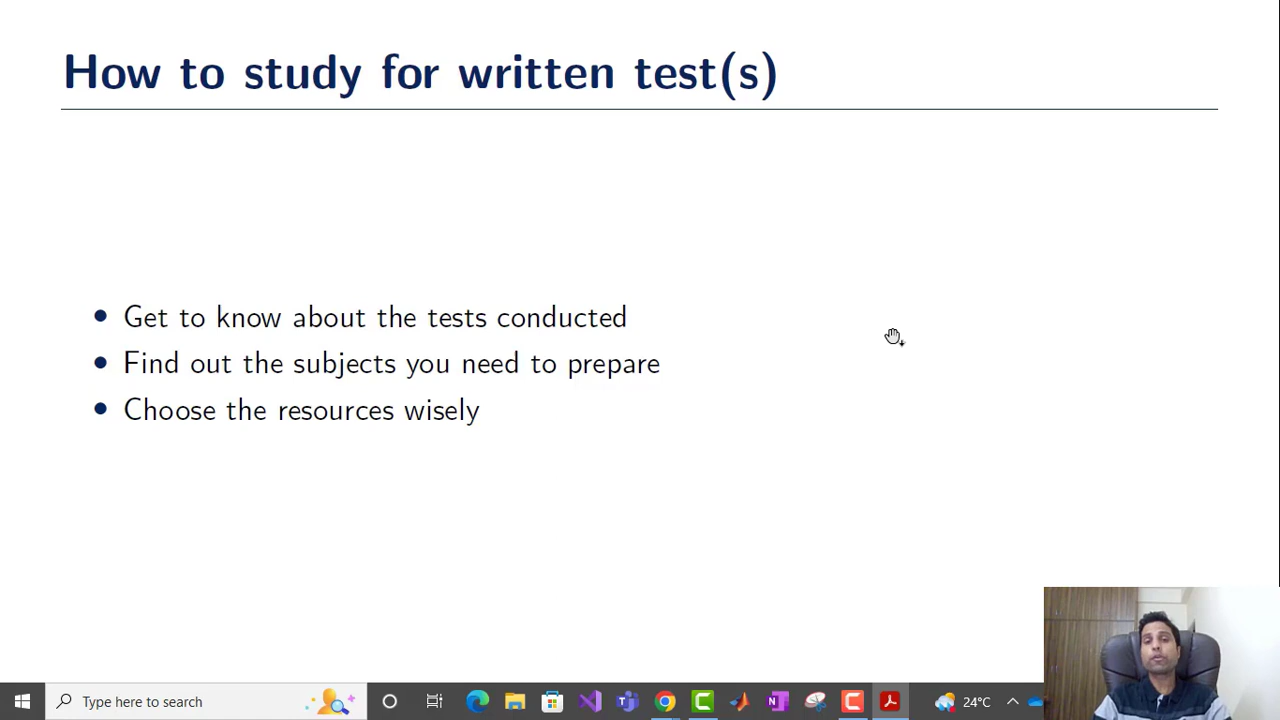 How to study for written test(s)
Get to know about the tests conducted
Find out the subjects you need to prepare
Choose the resources wisely
Type here to search
24°C